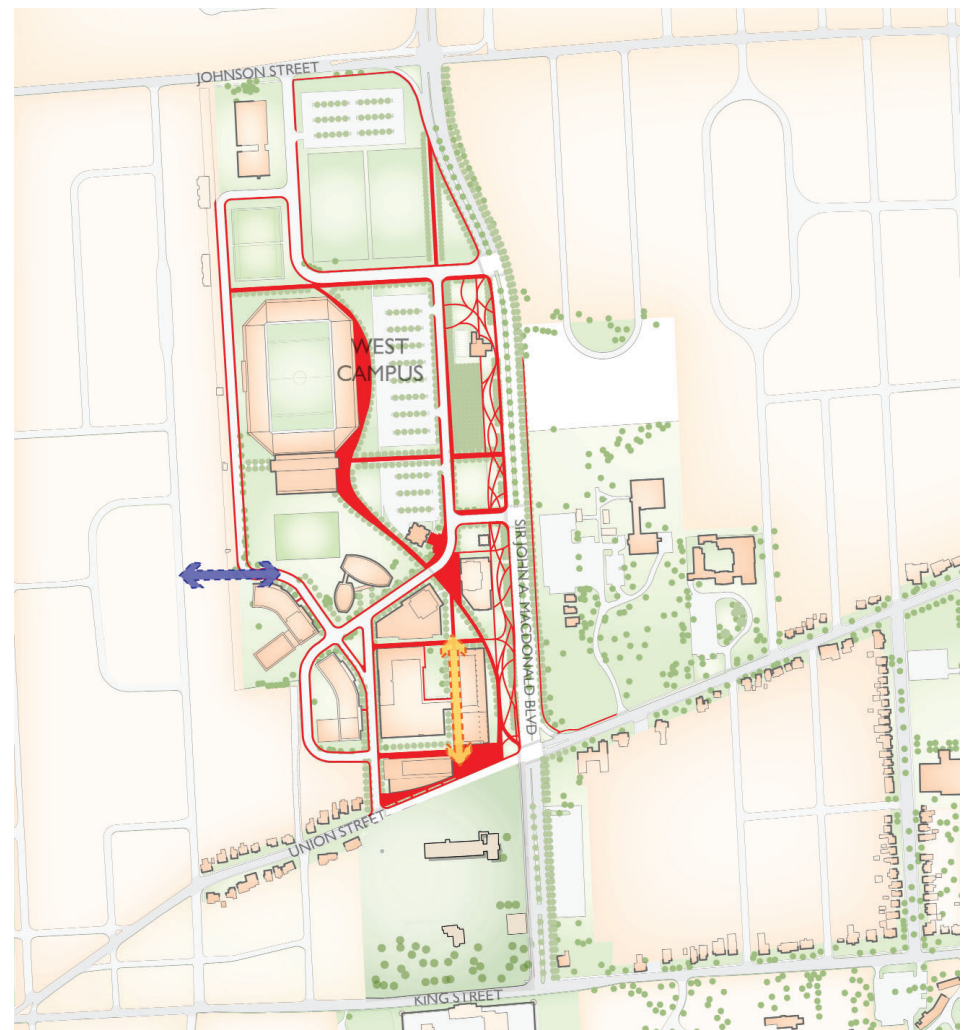 JOHNSON STREET
WEST
CAMPUS
SIR JOHN A. MACDONALD BLVD
UNION STREET
KING STREET